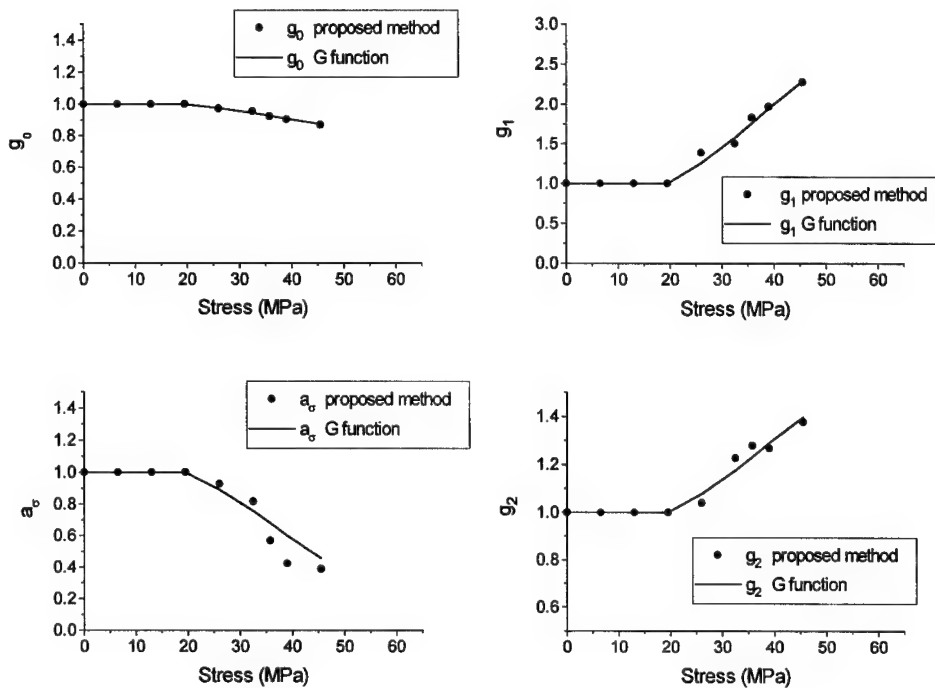 g₀ proposed method
g₀ G function
1.4
1.2
1.0
0.8
0.6
0.4
0.2
0.0
g₀
0 10 20 30 40 50 60
Stress (MPa)
3.0
2.5
2.0
1.5
1.0
0.5
0.0
g₁
g₁ proposed method
g₁ G function
0 10 20 30 40 50 60
Stress (MPa)
a_σ proposed method
a_σ G function
1.4
1.2
1.0
0.8
0.6
0.4
0.2
0.0
a_σ
0 10 20 30 40 50 60
Stress (MPa)
1.4
1.2
1.0
0.8
0.6
g₂
g₂ proposed method
g₂ G function
0 10 20 30 40 50 60
Stress (MPa)